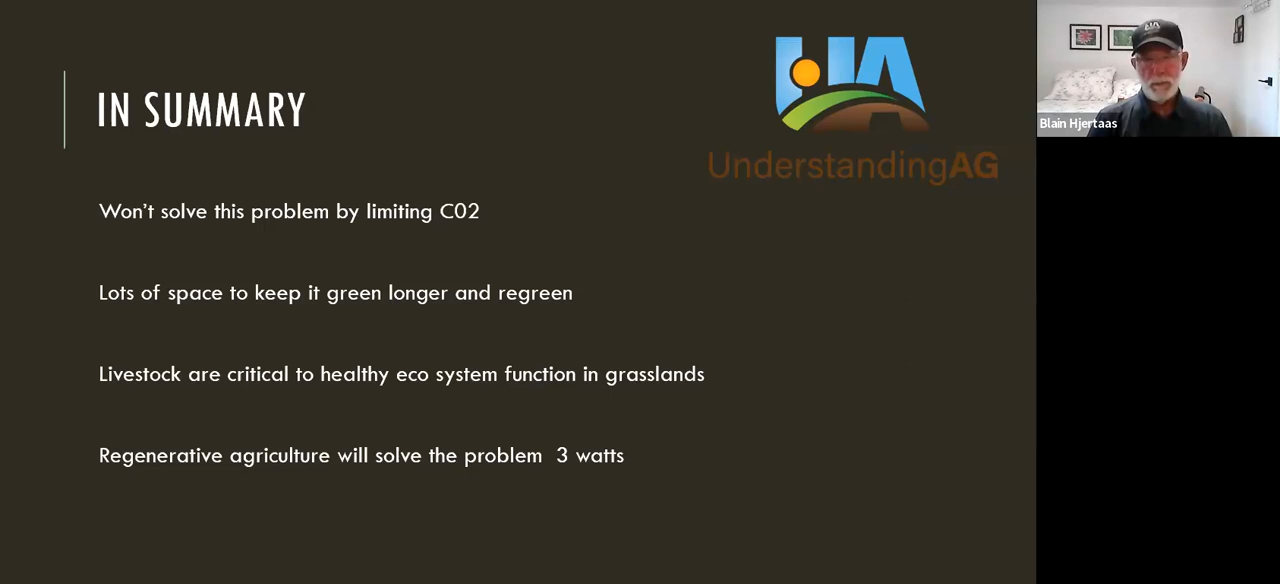 IN SUMMARY
UA
UnderstandingAG
Won't solve this problem by limiting C02
Lots of space to keep it green longer and regreen
Livestock are critical to healthy eco system function in grasslands
Regenerative agriculture will solve the problem  3 watts
Blain Hjertaas